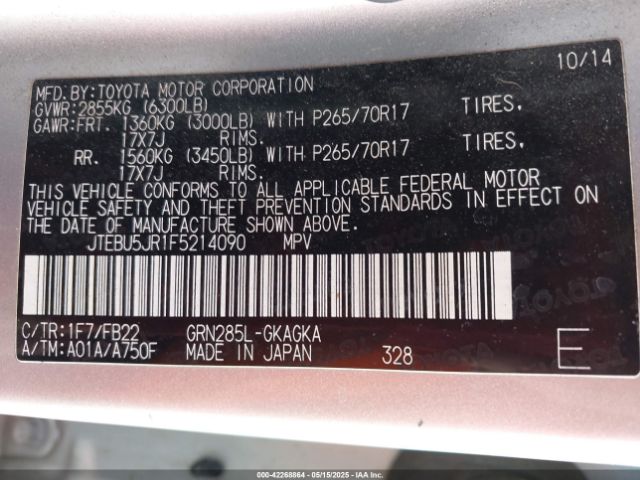 10/14
MFD. BY:TOYOTA MOTOR CORPORATION
GVWR:2855KG (6300LB)
GAWR:FRT. 1360KG (3000LB) WITH P265/70R17 TIRES,
17X7J RIMS.
RR. 1560KG (3450LB) WITH P265/70R17 TIRES,
17X7J RIMS.
THIS VEHICLE CONFORMS TO ALL APPLICABLE FEDERAL MOTOR
VEHICLE SAFETY AND THEFT PREVENTION STANDARDS IN EFFECT ON
THE DATE OF MANUFACTURE SHOWN ABOVE.
JTEBU5JR1F5214090 MPV
C/TR:1F7/FB22 GRN285L-GKAGKA
A/TM:A01A/A750F MADE IN JAPAN 328 E
000-42268864 - 05/15/2025 - IAAI.COM